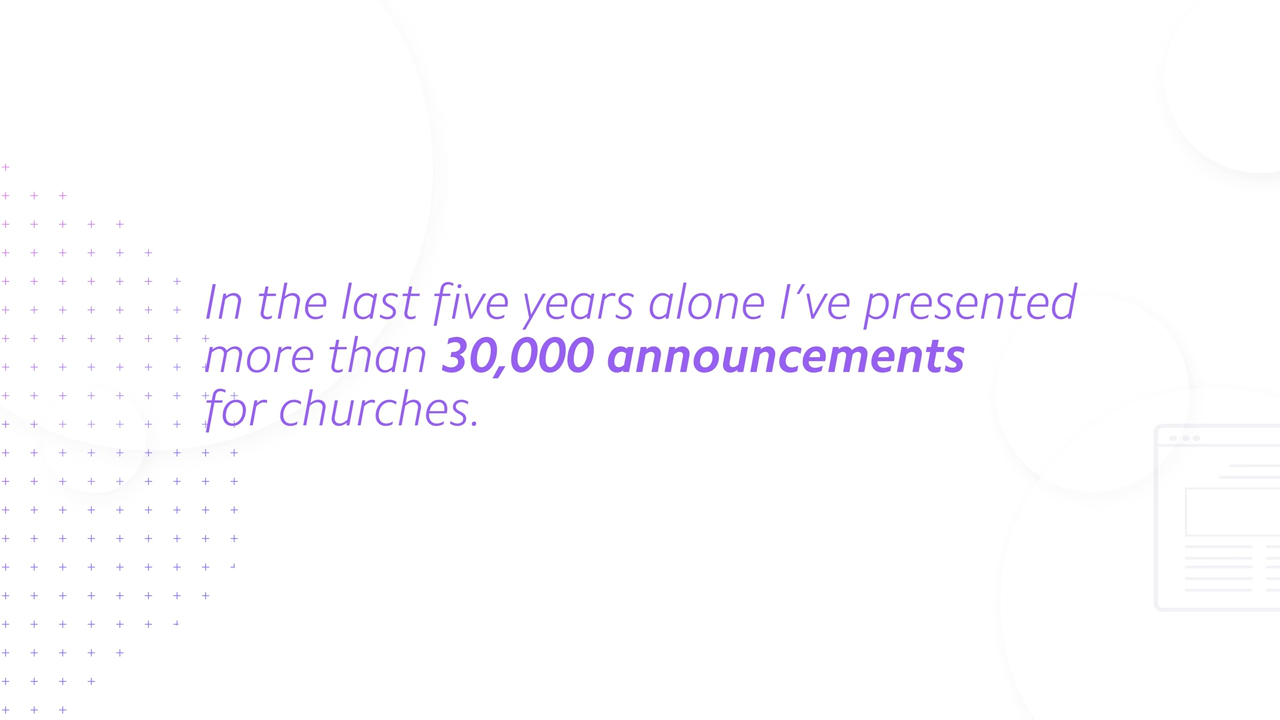 In the last five years alone I've presented
more than 30,000 announcements
for churches.